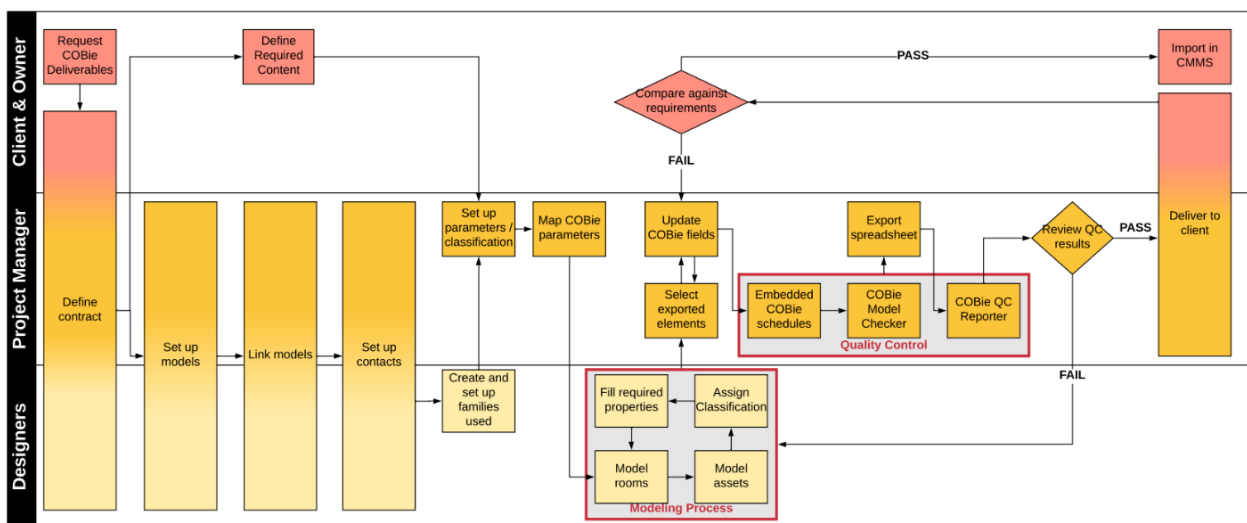 Client & Owner
Request
COBie
Deliverables
Define
Required
Content
PASS
Import in
CMMS
Compare against
requirements
FAIL
Project Manager
Define
contract
Set up
models
Link models
Set up
contacts
Set up
parameters /
classification
Map COBie
parameters
Update
COBie fields
Select
exported
elements
Export
spreadsheet
Embedded
COBie
schedules
COBie
Model
Checker
COBie QC
Reporter
Quality Control
Review QC
results
PASS
Deliver to
client
FAIL
Designers
Create and
set up
families
used
Fill required
properties
Assign
Classification
Model
rooms
Model
assets
Modeling Process